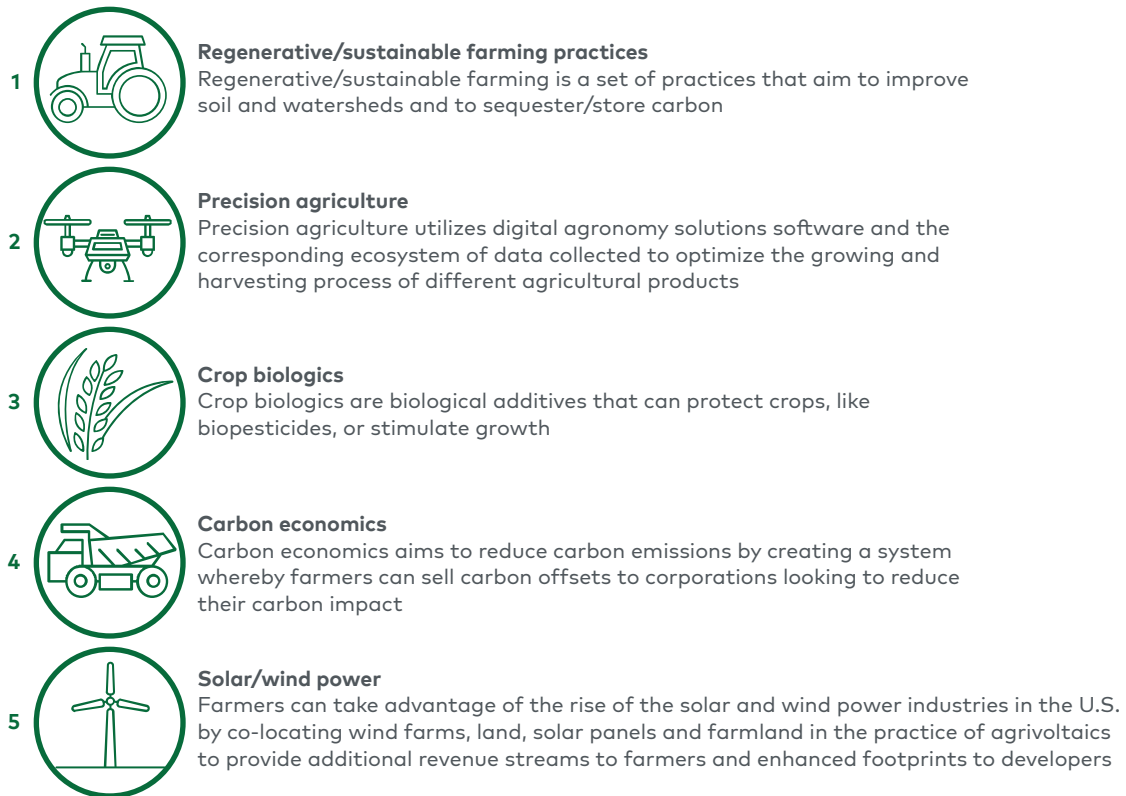 1
Regenerative/sustainable farming practices
Regenerative/sustainable farming is a set of practices that aim to improve
soil and watersheds and to sequester/store carbon
2
Precision agriculture
Precision agriculture utilizes digital agronomy solutions software and the
corresponding ecosystem of data collected to optimize the growing and
harvesting process of different agricultural products
3
Crop biologics
Crop biologics are biological additives that can protect crops, like
biopesticides, or stimulate growth
4
Carbon economics
Carbon economics aims to reduce carbon emissions by creating a system
whereby farmers can sell carbon offsets to corporations looking to reduce
their carbon impact
5
Solar/wind power
Farmers can take advantage of the rise of the solar and wind power industries in the U.S.
by co-locating wind farms, land, solar panels and farmland in the practice of agrivoltaics
to provide additional revenue streams to farmers and enhanced footprints to developers